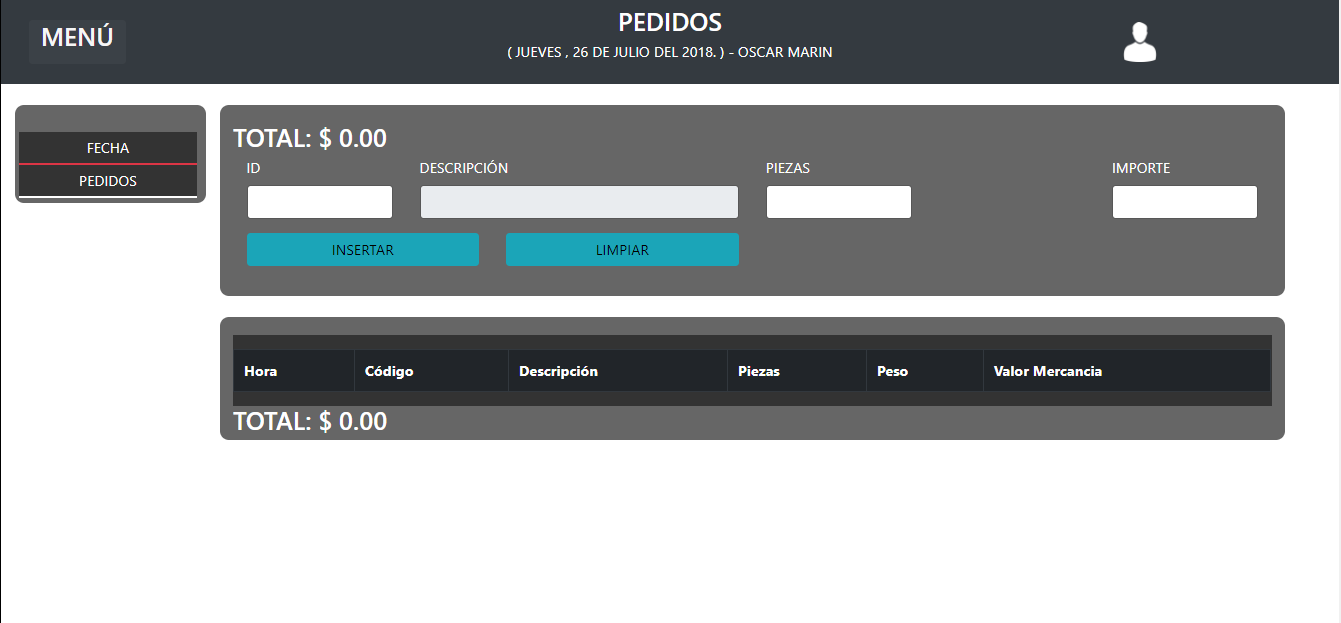 MENÚ
PEDIDOS
( JUEVES , 26 DE JULIO DEL 2018. ) - OSCAR MARIN
FECHA
PEDIDOS
TOTAL: $ 0.00
ID DESCRIPCIÓN PIEZAS IMPORTE
INSERTAR LIMPIAR
Hora Código Descripción Piezas Peso Valor Mercancia
TOTAL: $ 0.00